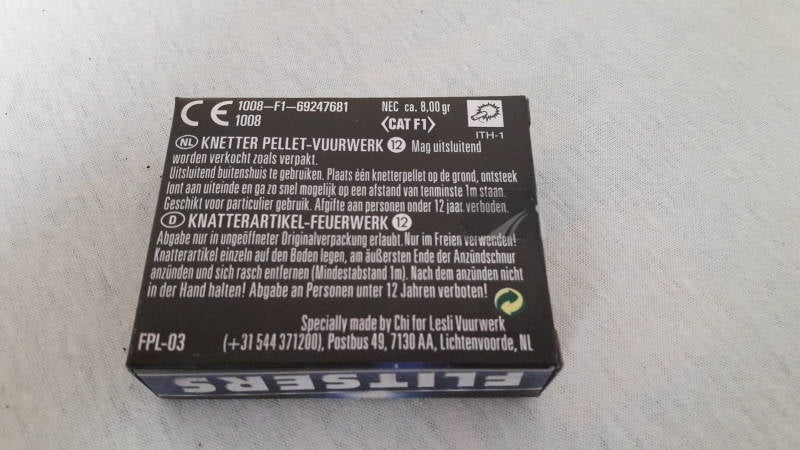 CE 1008-F1-69247681
1008
NEC ca. 8,00 gr
<CAT F1>
ITH-1
NL KNETTER PELLET-VUURWERK 12 Mag uitsluitend
worden verkocht zoals verpakt.
Uitsluitend buitenshuis te gebruiken. Plaats één knetterpellet op de grond, ontsteek
lont aan uiteinde en ga zo snel mogelijk op een afstand van tenminste 1m staan.
Geschikt voor particulier gebruik. Afgifte aan personen onder 12 jaar verboden.
D KNATTERARTIKEL-FEUERWERK 12
Abgabe nur in ungeöffneter Originalverpackung erlaubt. Nur im Freien verwenden!
Knatterartikel einzeln auf den Boden legen, am äußersten Ende der Anzündschnur
anzünden und sich rasch entfernen (Mindestabstand 1m). Nach dem anzünden nicht
in der Hand halten! Abgabe an Personen unter 12 Jahren verboten!
Specially made by Chi for Lesli Vuurwerk
FPL-03 (+31 544 371200), Postbus 49, 7130 AA, Lichtenvoorde, NL
FLITSERS